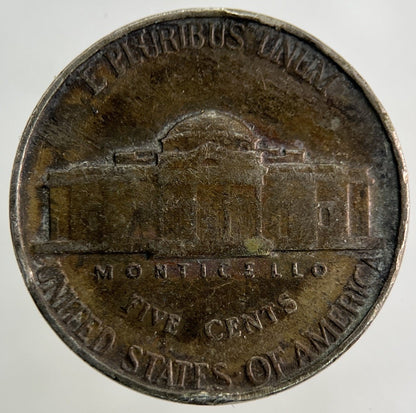 E PLURIBUS UNUM
MONTICELLO
FIVE CENTS
UNITED STATES OF AMERICA